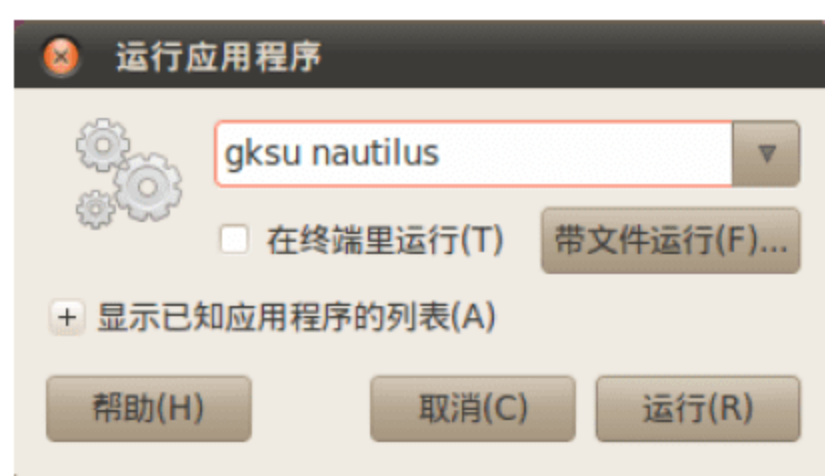 运行应用程序
gksu nautilus
在终端里运行(T) 带文件运行(F)...
显示已知应用程序的列表(A)
帮助(H) 取消(C) 运行(R)